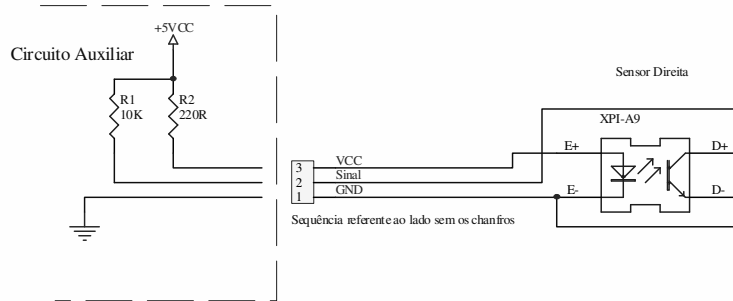 +5VCC
Circuito Auxiliar
R1
10K
R2
220R
Sensor Direita
XPI-A9
E+
D+
E-
D-
3
VCC
2
Sinal
1
GND
Sequência referente ao lado sem os chanfros